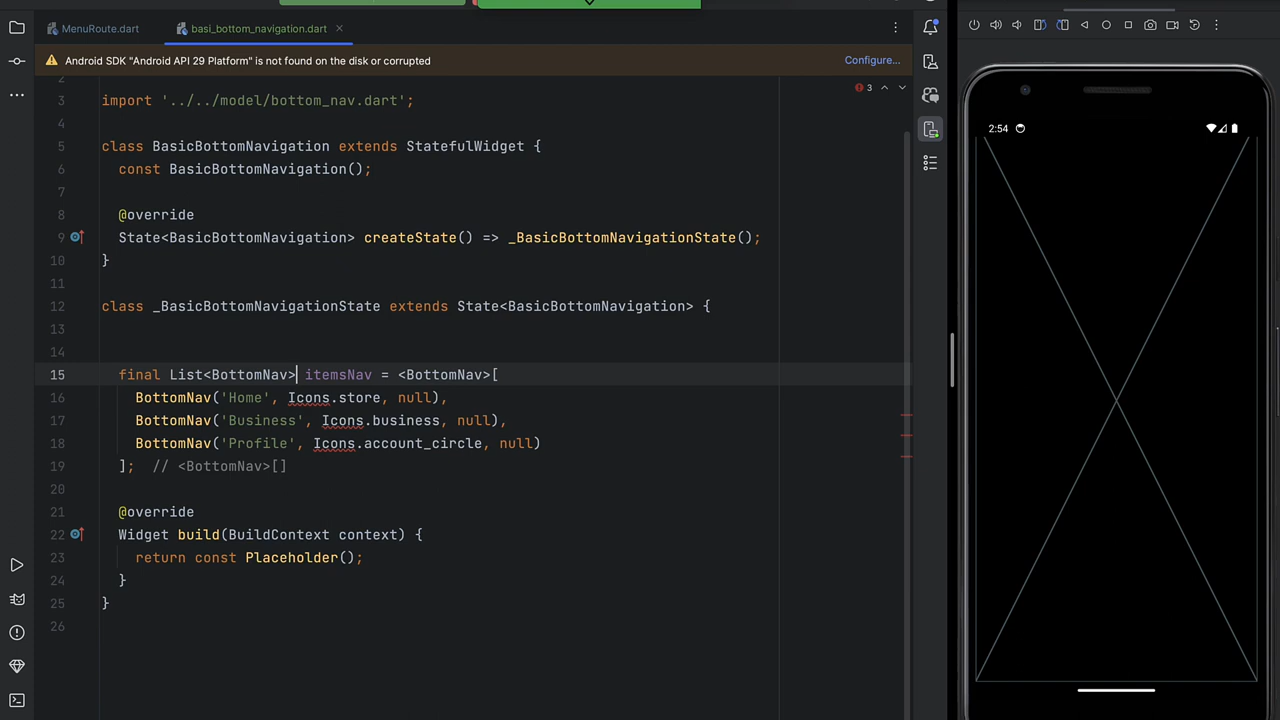 MenuRoute.dart
basi_bottom_navigation.dart
Android SDK "Android API 29 Platform" is not found on the disk or corrupted
Configure...
3
2
3 import '../../model/bottom_nav.dart';
4
5 class BasicBottomNavigation extends StatefulWidget {
6 const BasicBottomNavigation();
7
8 @override
9 State<BasicBottomNavigation> createState() => _BasicBottomNavigationState();
10 }
11
12 class _BasicBottomNavigationState extends State<BasicBottomNavigation> {
13
14
15 final List<BottomNav> itemsNav = <BottomNav>[
16 BottomNav('Home', Icons.store, null),
17 BottomNav('Business', Icons.business, null),
18 BottomNav('Profile', Icons.account_circle, null)
19 ]; // <BottomNav>[]
20
21 @override
22 Widget build(BuildContext context) {
23 return const Placeholder();
24 }
25 }
26
2:54